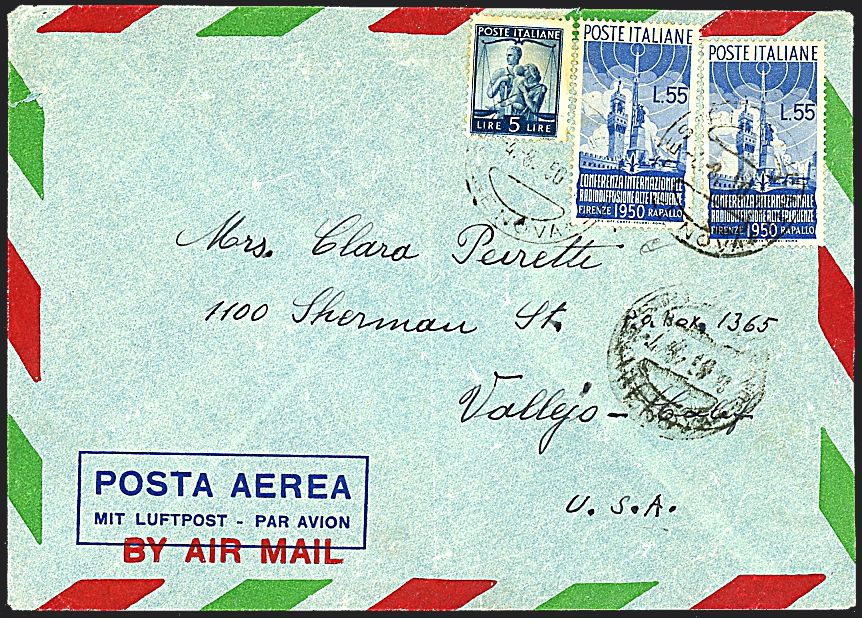 POSTE ITALIANE
LIRE 5 LIRE
POSTE ITALIANE
L.55
CONFERENZA INTERNAZIONALE
RADIODIFFUSIONE ALTE FREQUENZE
FIRENZE 1950 RAPALLO
POSTE ITALIANE
L.55
CONFERENZA INTERNAZIONALE
RADIODIFFUSIONE ALTE FREQUENZE
FIRENZE 1950 RAPALLO
Mrs. Clara Peiretti
1100 Sherman St. P.O. Box 1365
Vallejo - Calif
U.S.A.
POSTA AEREA
MIT LUFTPOST - PAR AVION
BY AIR MAIL